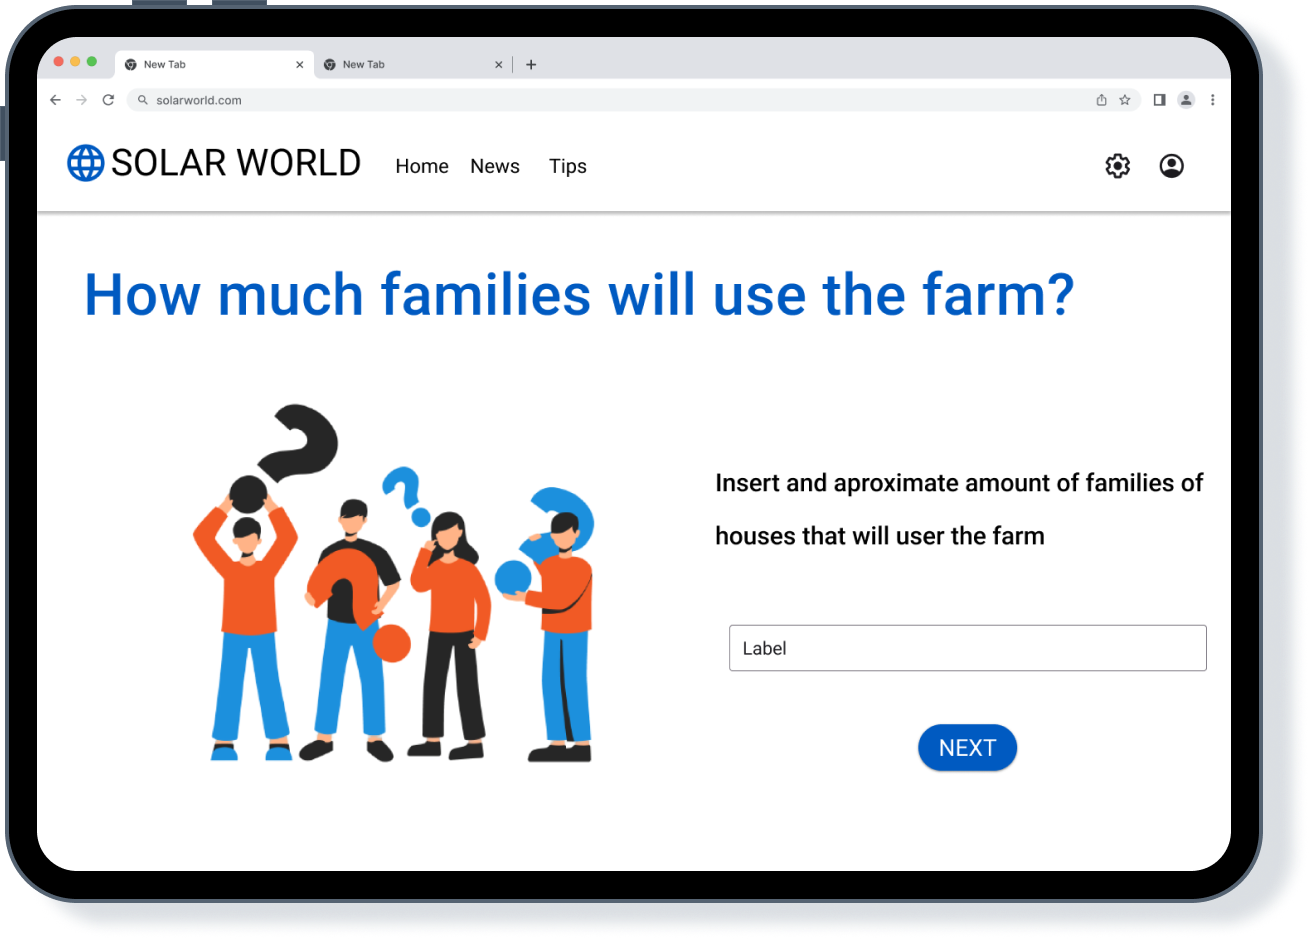 New Tab
New Tab
solarworld.com
SOLAR WORLD
Home
News
Tips
How much families will use the farm?
Insert and aproximate amount of families of
houses that will user the farm
Label
NEXT